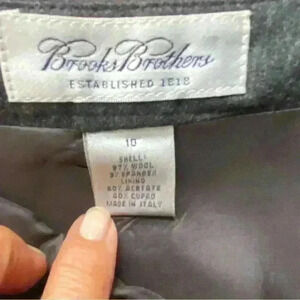 Brooks Brothers
ESTABLISHED 1818
10
SHELL:
97% WOOL
3% SPANDEX
LINING
60% ACETATE
40% CUPRO
MADE IN ITALY